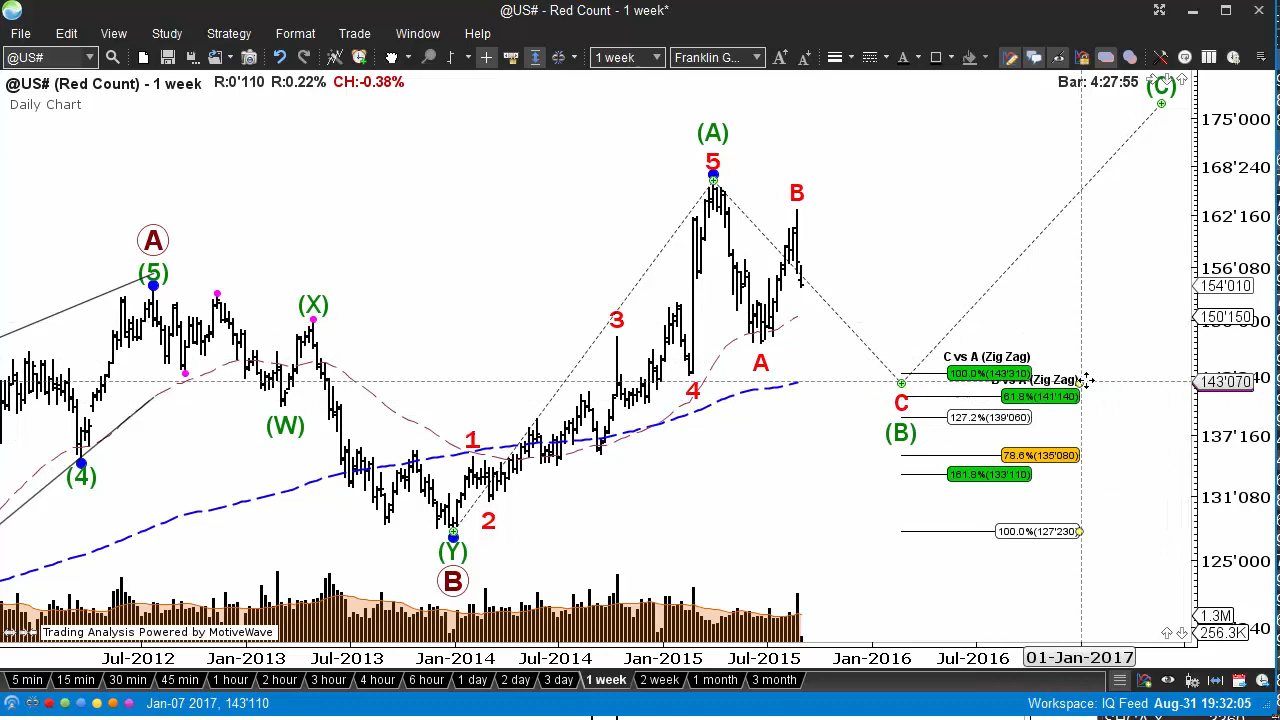 @US# - Red Count - 1 week*
File Edit View Study Strategy Format Trade Window Help
@US# 1 week Franklin G...
@US# (Red Count) - 1 week R:0'110 R:0.22% CH:-0.38% Bar: 4:27:55
Daily Chart
(C)
175'000
(A)
5
168'240
B
162'160
A
(5)
156'080
154'010
(X)
3
150'150
C vs A (Zig Zag)
A
100.0%(143'310)
143'070
4
61.8%(141'140)
C
127.2%(139'060)
(W)
(B)
1
137'160
78.6%(135'080)
(4)
161.8%(133'110)
131'080
2
100.0%(127'230)
(Y)
125'000
B
1.3M
Trading Analysis Powered by MotiveWave
256.3K
Jul-2012 Jan-2013 Jul-2013 Jan-2014 Jul-2014 Jan-2015 Jul-2015 Jan-2016 Jul-2016 01-Jan-2017
5 min 15 min 30 min 45 min 1 hour 2 hour 3 hour 4 hour 6 hour 1 day 2 day 3 day 1 week 2 week 1 month 3 month
Jan-07 2017, 143'110 Workspace: IQ Feed Aug-31 19:32:05